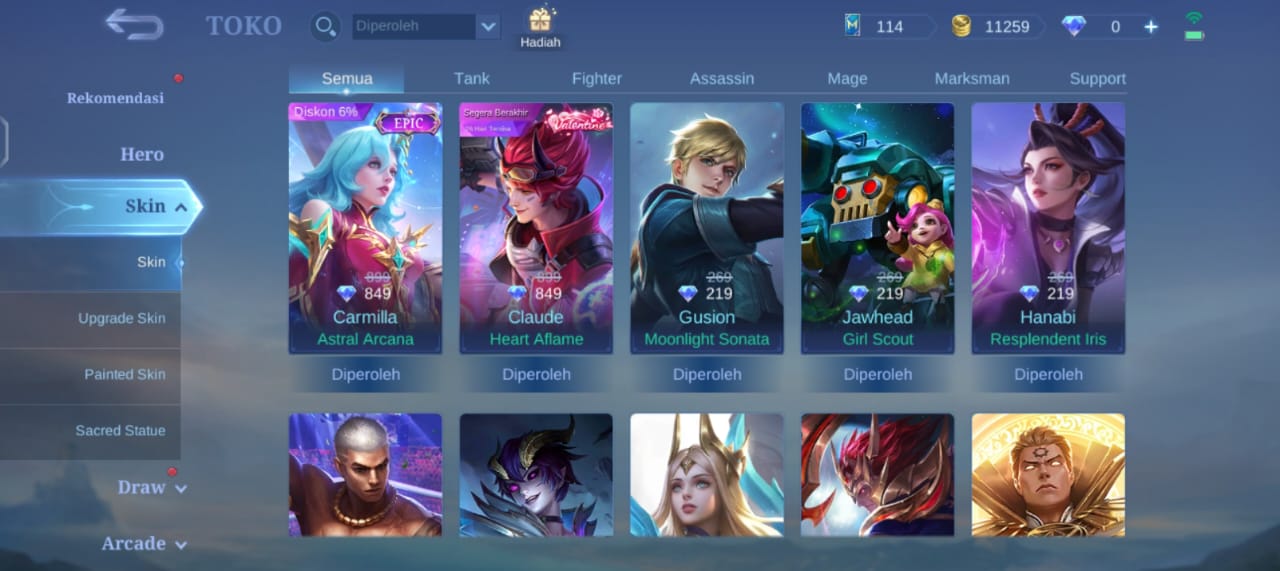 TOKO
Diperoleh
Hadiah
114
11259
0
Rekomendasi
Hero
Skin
Skin
Upgrade Skin
Painted Skin
Sacred Statue
Draw
Arcade
Semua
Tank
Fighter
Assassin
Mage
Marksman
Support
Diskon 6%
EPIC
899
849
Carmilla
Astral Arcana
Diperoleh
Segera Berakhir
Valentine
899
849
Claude
Heart Aflame
Diperoleh
269
219
Gusion
Moonlight Sonata
Diperoleh
269
219
Jawhead
Girl Scout
Diperoleh
269
219
Hanabi
Resplendent Iris
Diperoleh